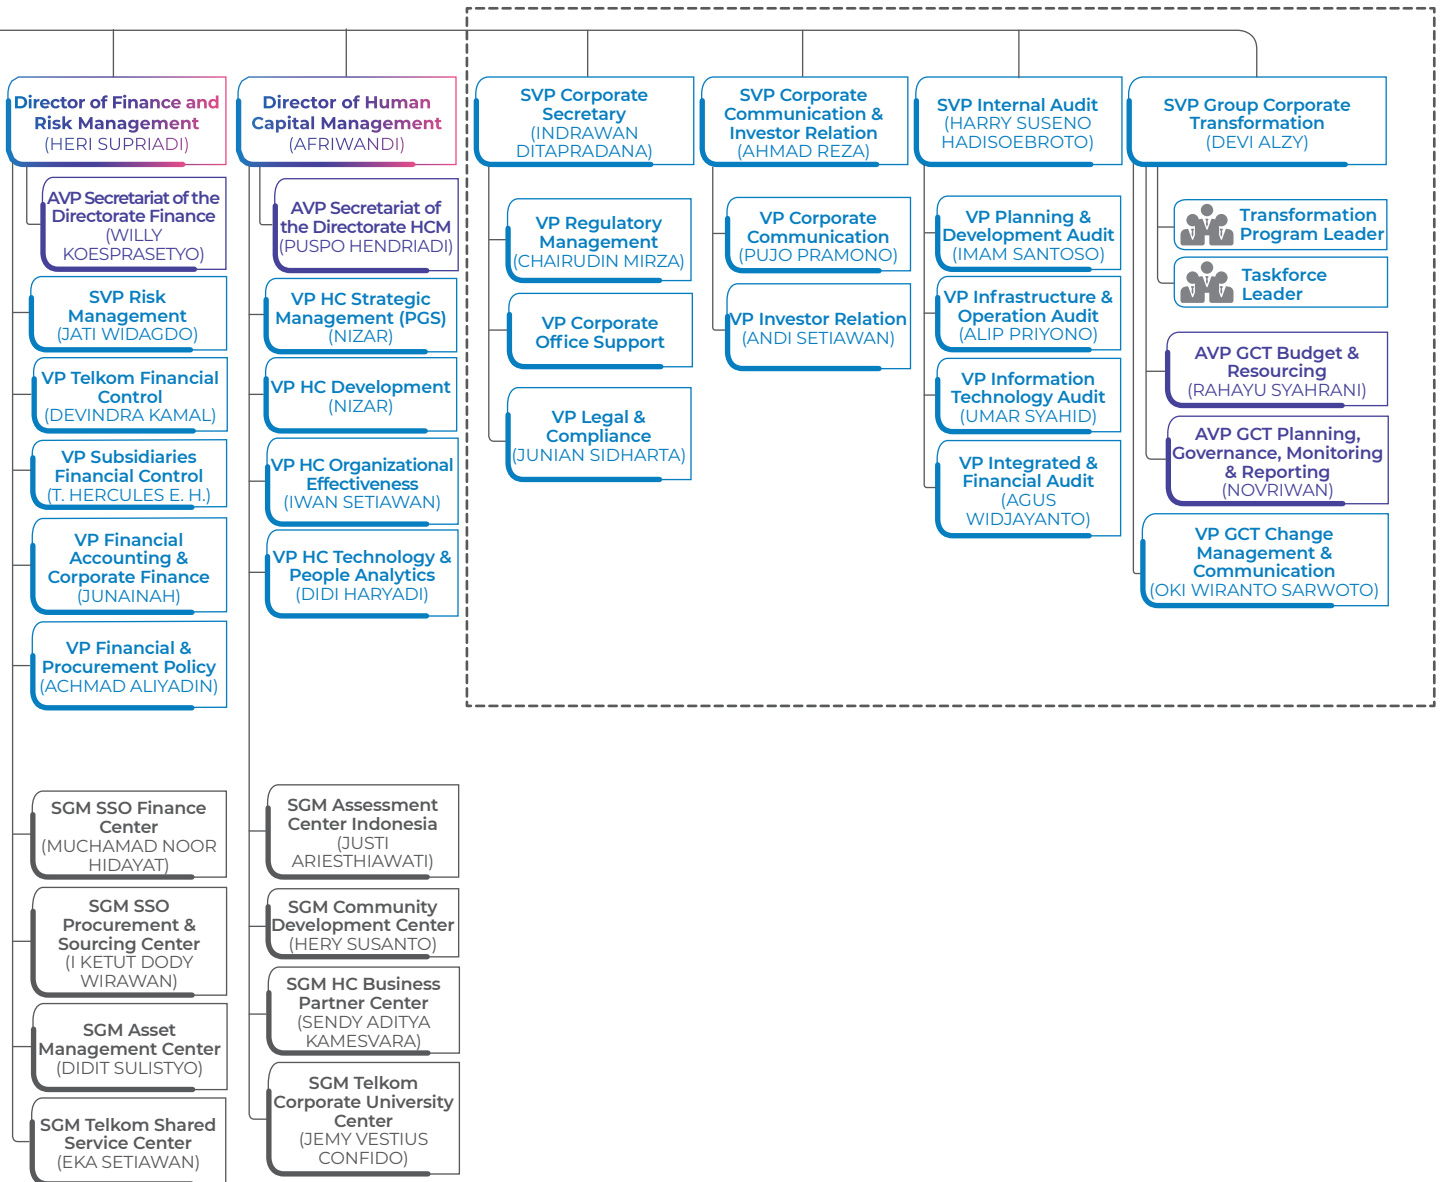 Director of Finance and
Risk Management
(HERI SUPRIADI)
AVP Secretariat of the
Directorate Finance
(WILLY
KOESPRASETYO)
SVP Risk
Management
(JATI WIDAGDO)
VP Telkom Financial
Control
(DEVINDRA KAMAL)
VP Subsidiaries
Financial Control
(T. HERCULES E. H.)
VP Financial
Accounting &
Corporate Finance
(JUNAINAH)
VP Financial &
Procurement Policy
(ACHMAD ALIYADIN)
SGM SSO Finance
Center
(MUCHAMAD NOOR
HIDAYAT)
SGM SSO
Procurement &
Sourcing Center
(I KETUT DODY
WIRAWAN)
SGM Asset
Management Center
(DIDIT SULISTYO)
SGM Telkom Shared
Service Center
(EKA SETIAWAN)
Director of Human
Capital Management
(AFRIWANDI)
AVP Secretariat of
the Directorate HCM
(PUSPO HENDRIADI)
VP HC Strategic
Management (PGS)
(NIZAR)
VP HC Development
(NIZAR)
VP HC Organizational
Effectiveness
(IWAN SETIAWAN)
VP HC Technology &
People Analytics
(DIDI HARYADI)
SGM Assessment
Center Indonesia
(JUSTI
ARIESTHIAWATI)
SGM Community
Development Center
(HERY SUSANTO)
SGM HC Business
Partner Center
(SENDY ADITYA
KAMESVARA)
SGM Telkom
Corporate University
Center
(JEMY VESTIUS
CONFIDO)
SVP Corporate
Secretary
(INDRAWAN
DITAPRADANA)
VP Regulatory
Management
(CHAIRUDIN MIRZA)
VP Corporate
Office Support
VP Legal &
Compliance
(JUNIAN SIDHARTA)
SVP Corporate
Communication &
Investor Relation
(AHMAD REZA)
VP Corporate
Communication
(PUJO PRAMONO)
VP Investor Relation
(ANDI SETIAWAN)
SVP Internal Audit
(HARRY SUSENO
HADISOEBROTO)
VP Planning &
Development Audit
(IMAM SANTOSO)
VP Infrastructure &
Operation Audit
(ALIP PRIYONO)
VP Information
Technology Audit
(UMAR SYAHID)
VP Integrated &
Financial Audit
(AGUS
WIDJAYANTO)
SVP Group Corporate
Transformation
(DEVI ALZY)
Transformation
Program Leader
Taskforce
Leader
AVP GCT Budget &
Resourcing
(RAHAYU SYAHRANI)
AVP GCT Planning,
Governance, Monitoring
& Reporting
(NOVRIWAN)
VP GCT Change
Management &
Communication
(OKI WIRANTO SARWOTO)